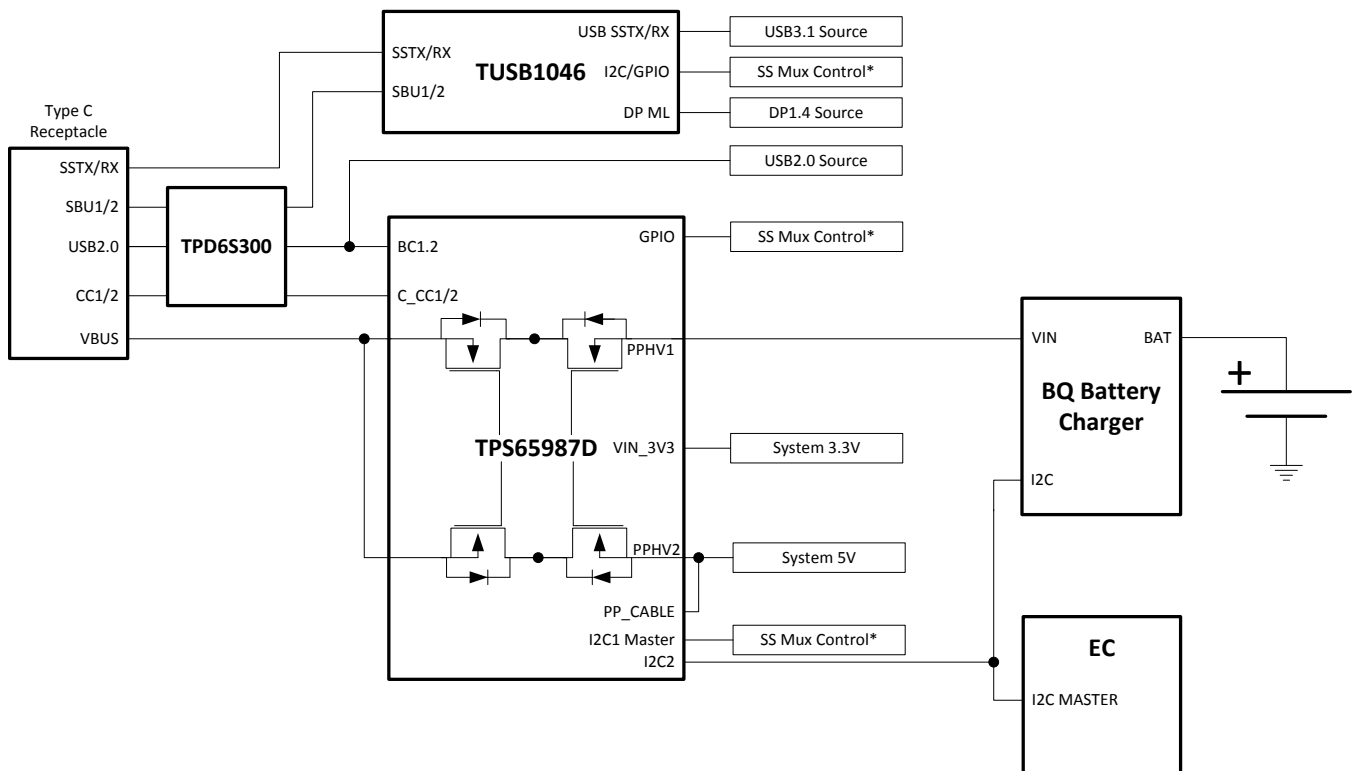 USB SSTX/RX
USB3.1 Source
SSTX/RX
TUSB1046
I2C/GPIO
SS Mux Control*
SBU1/2
DP ML
DP1.4 Source
Type C
Receptacle
SSTX/RX
USB2.0 Source
SBU1/2
TPD6S300
USB2.0
BC1.2
GPIO
SS Mux Control*
CC1/2
C_CC1/2
VBUS
PPHV1
VIN
BAT
+
BQ Battery
Charger
TPS65987D
VIN_3V3
System 3.3V
I2C
PPHV2
System 5V
PP_CABLE
I2C1 Master
SS Mux Control*
I2C2
EC
I2C MASTER